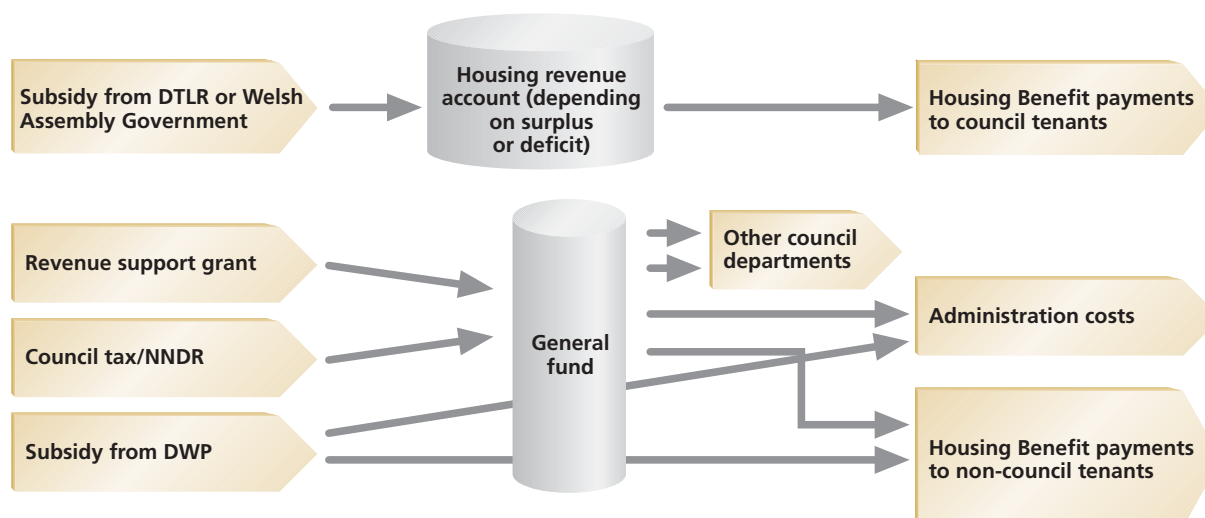 Subsidy from DTLR or Welsh
Assembly Government
Housing revenue
account (depending
on surplus
or deficit)
Housing Benefit payments
to council tenants
Revenue support grant
Council tax/NNDR
Subsidy from DWP
General
fund
Other council
departments
Administration costs
Housing Benefit payments
to non-council tenants